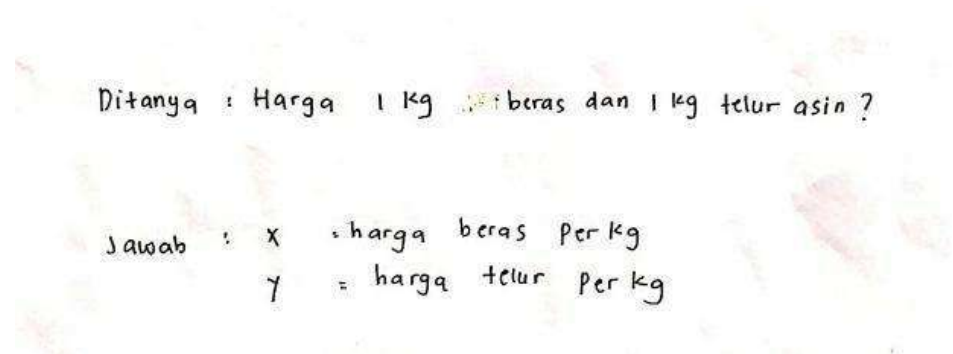 Ditanya : Harga 1 kg beras dan 1 kg telur asin ?
Jawab : x = harga beras per kg
y = harga telur per kg